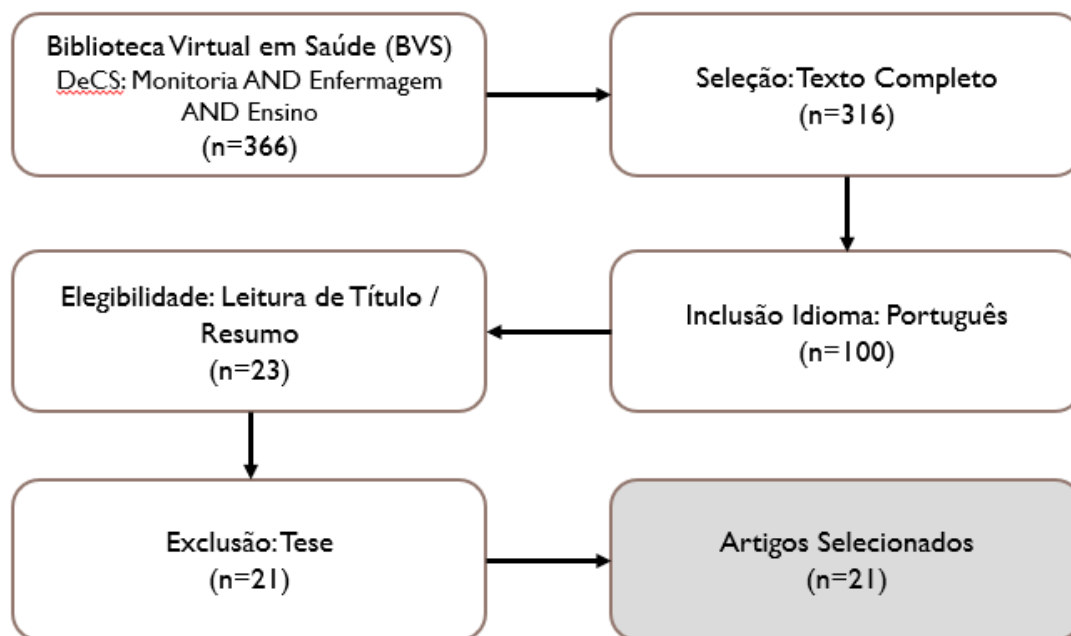 Biblioteca Virtual em Saúde (BVS)
DeCS: Monitoria AND Enfermagem
AND Ensino
(n=366)
Seleção: Texto Completo
(n=316)
Inclusão Idioma: Português
(n=100)
Elegibilidade: Leitura de Título /
Resumo
(n=23)
Exclusão: Tese
(n=21)
Artigos Selecionados
(n=21)